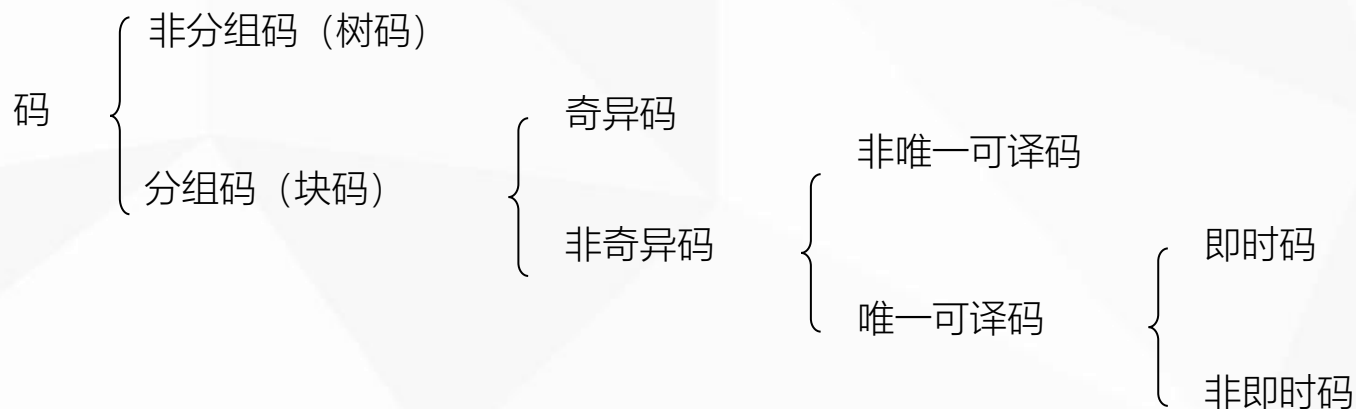 非分组码（树码）
码
奇异码
非唯一可译码
分组码（块码）
非奇异码
即时码
唯一可译码
非即时码